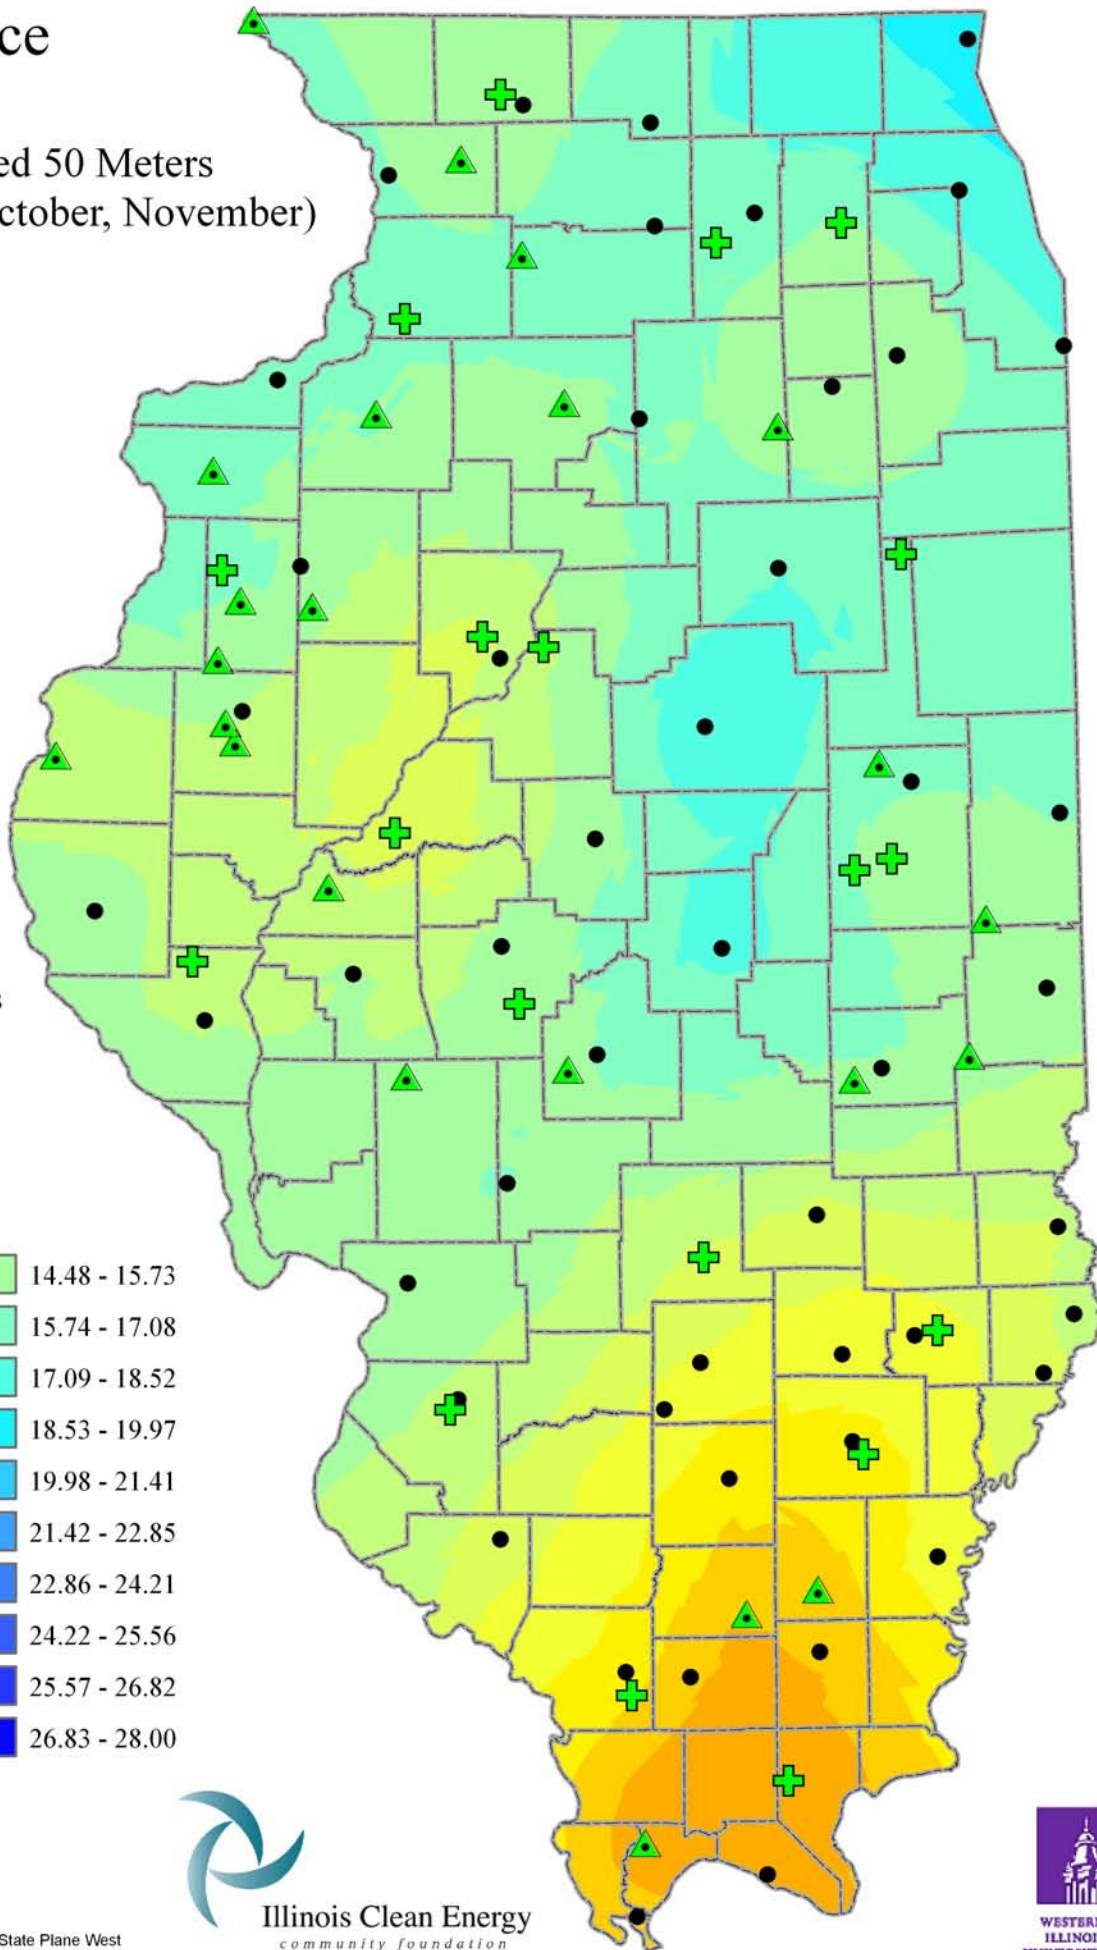 ce
ed 50 Meters
ctober, November)
s
14.48 - 15.73
15.74 - 17.08
17.09 - 18.52
18.53 - 19.97
19.98 - 21.41
21.42 - 22.85
22.86 - 24.21
24.22 - 25.56
25.57 - 26.82
26.83 - 28.00
Illinois Clean Energy
community foundation
State Plane West
WESTER
ILLINOI